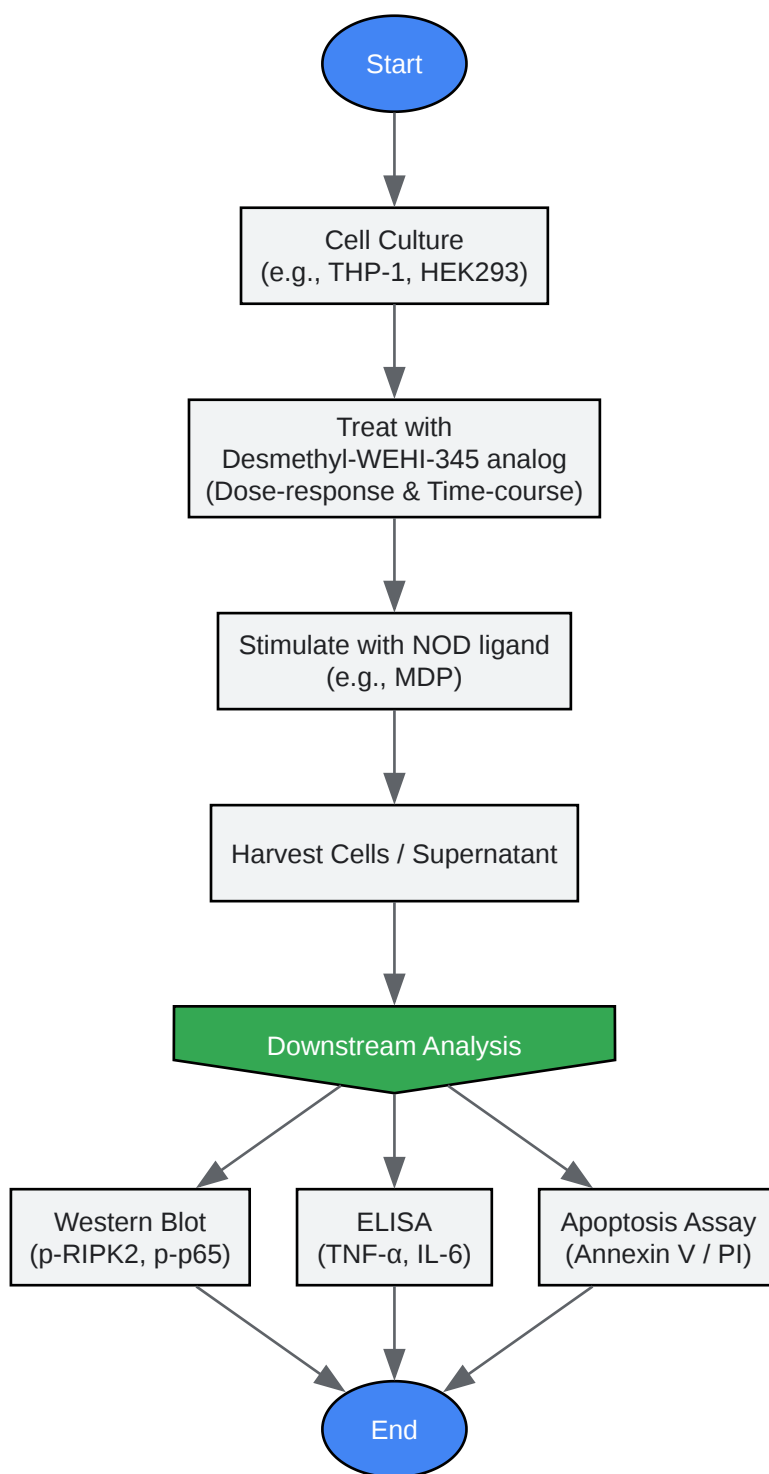 Start
Cell Culture
(e.g., THP-1, HEK293)
Treat with
Desmethyl-WEHI-345 analog
(Dose-response & Time-course)
Stimulate with NOD ligand
(e.g., MDP)
Harvest Cells / Supernatant
Downstream Analysis
Western Blot
(p-RIPK2, p-p65)
ELISA
(TNF-α, IL-6)
Apoptosis Assay
(Annexin V / PI)
End